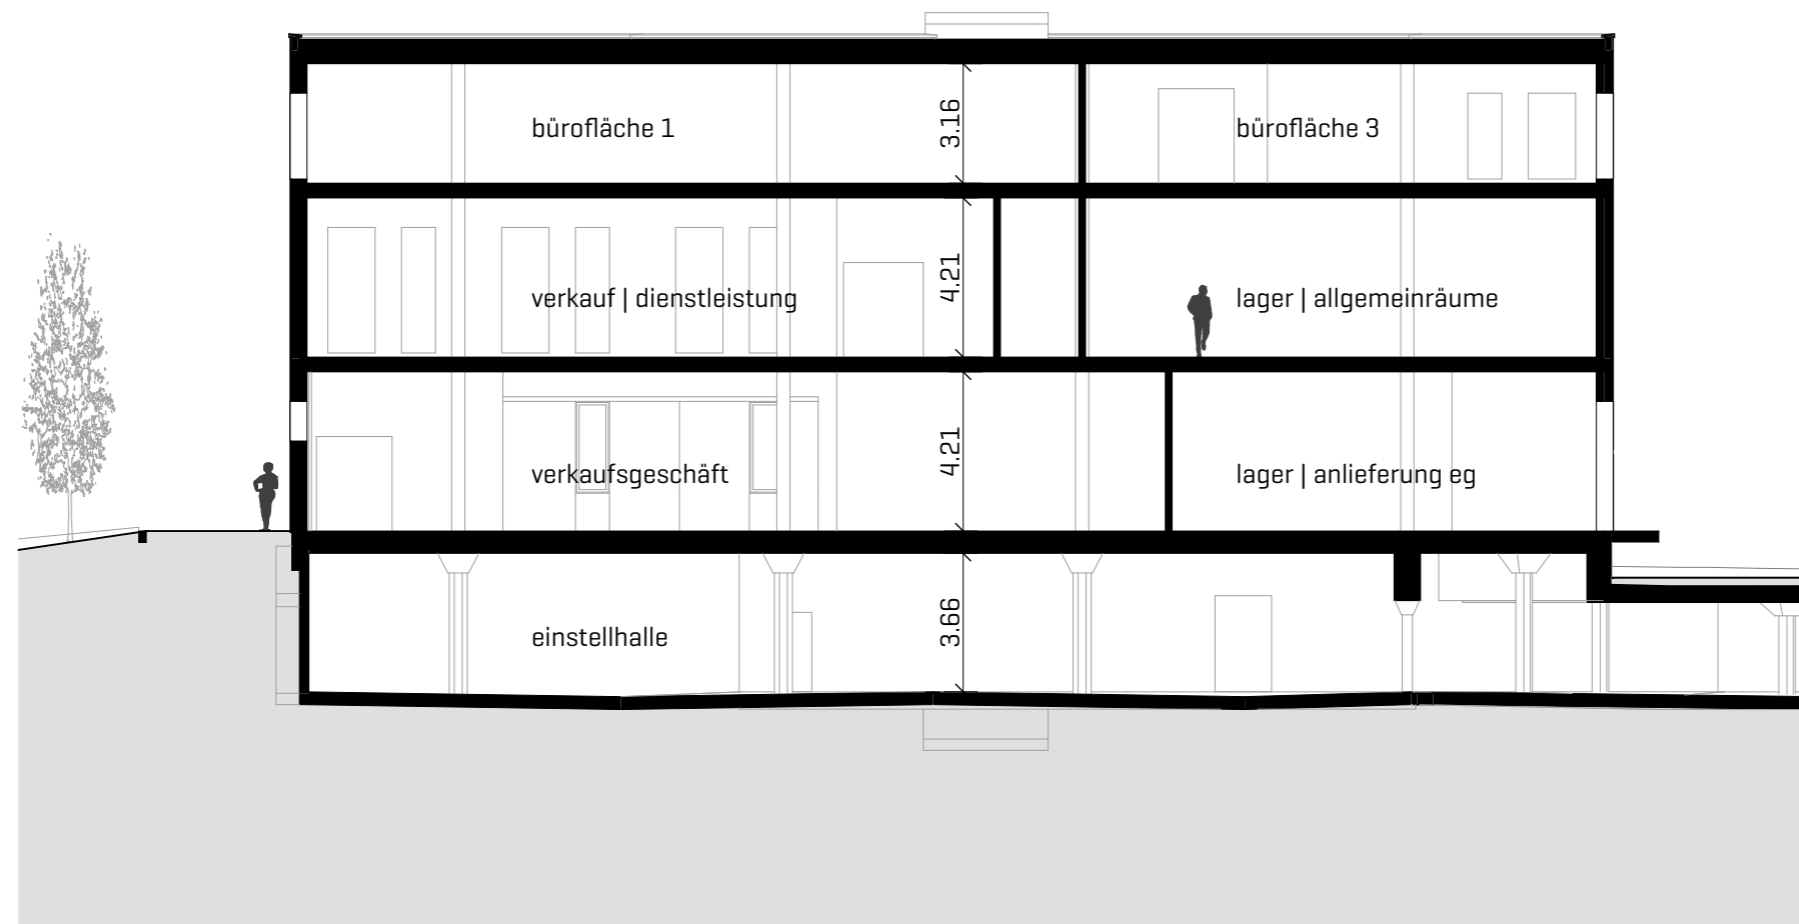 bürofläche 1
3.16
bürofläche 3
verkauf | dienstleistung
4.21
lager | allgemeinräume
verkaufsgeschäft
4.21
lager | anlieferung eg
einstellhalle
3.66